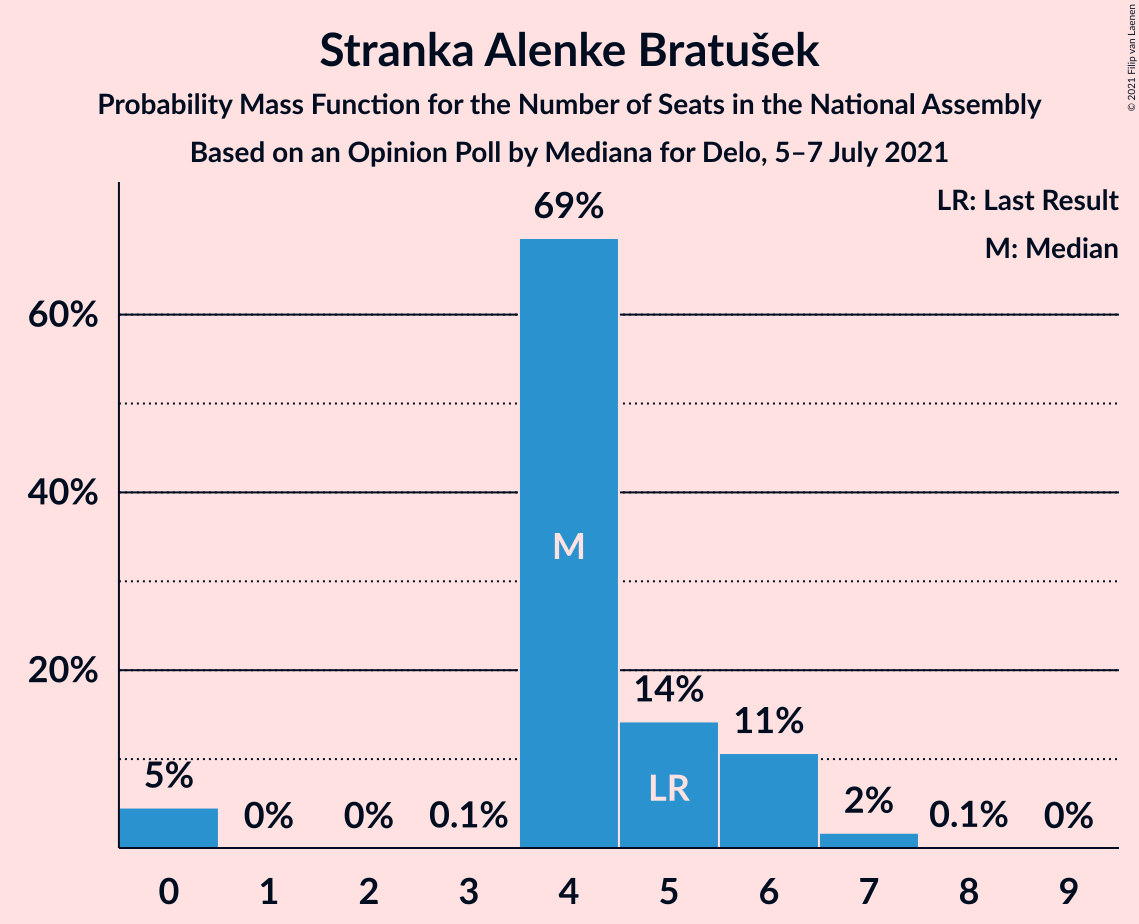 Stranka Alenke Bratušek
Probability Mass Function for the Number of Seats in the National Assembly
Based on an Opinion Poll by Mediana for Delo, 5–7 July 2021
© 2021 Filip van Laenen
LR: Last Result
M: Median
69%
60%
40%
M
20%
14%
11%
5%
0%
0%
0.1%
LR
2%
0.1%
0%
0 1 2 3 4 5 6 7 8 9